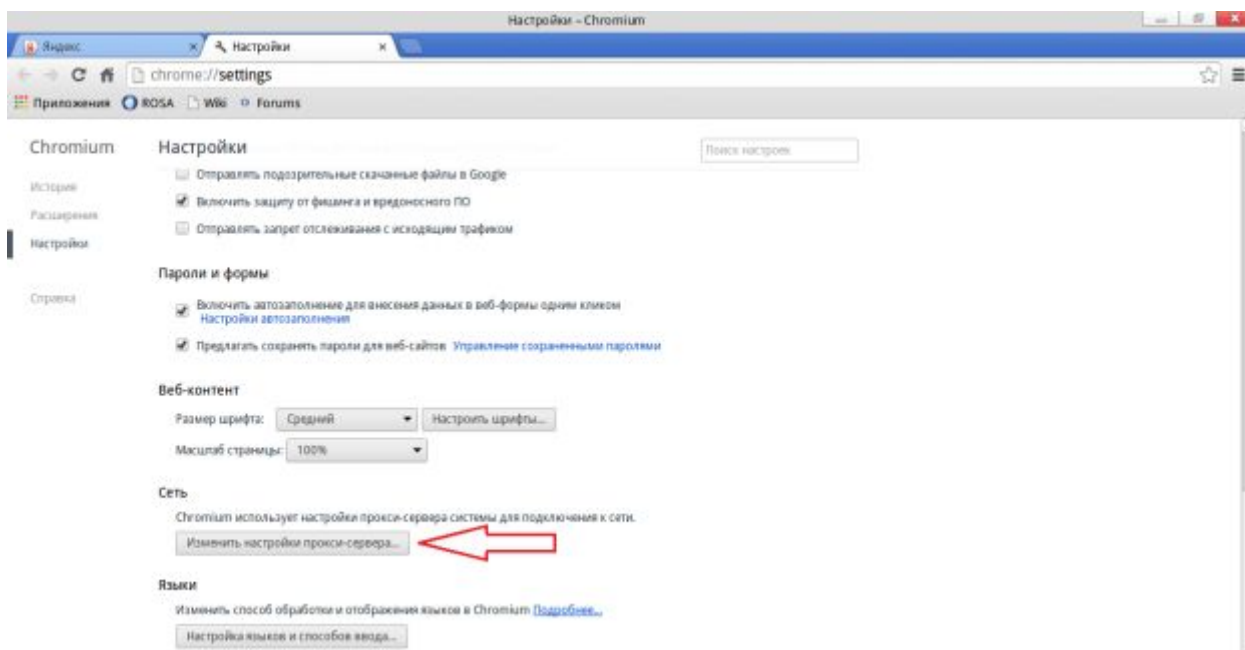 Настройки – Chromium
Яндекс
Настройки
chrome://settings
Приложения ROSA Wiki Forums
Chromium
Настройки
Поиск настроек
История
Расширения
Настройки
Справка
Отправлять подозрительные скачанные файлы в Google
Включить защиту от фишинга и вредоносного ПО
Отправлять запрет отслеживания с исходящим трафиком
Пароли и формы
Включить автозаполнение для внесения данных в веб-формы одним кликом
Настройки автозаполнения
Предлагать сохранять пароли для веб-сайтов Управление сохраненными паролями
Веб-контент
Размер шрифта: Средний Настроить шрифты...
Масштаб страницы: 100%
Сеть
Chromium использует настройки прокси-сервера системы для подключения к сети.
Изменить настройки прокси-сервера...
Языки
Изменить способ обработки и отображения языков в Chromium Подробнее...
Настройка языков и способов ввода...